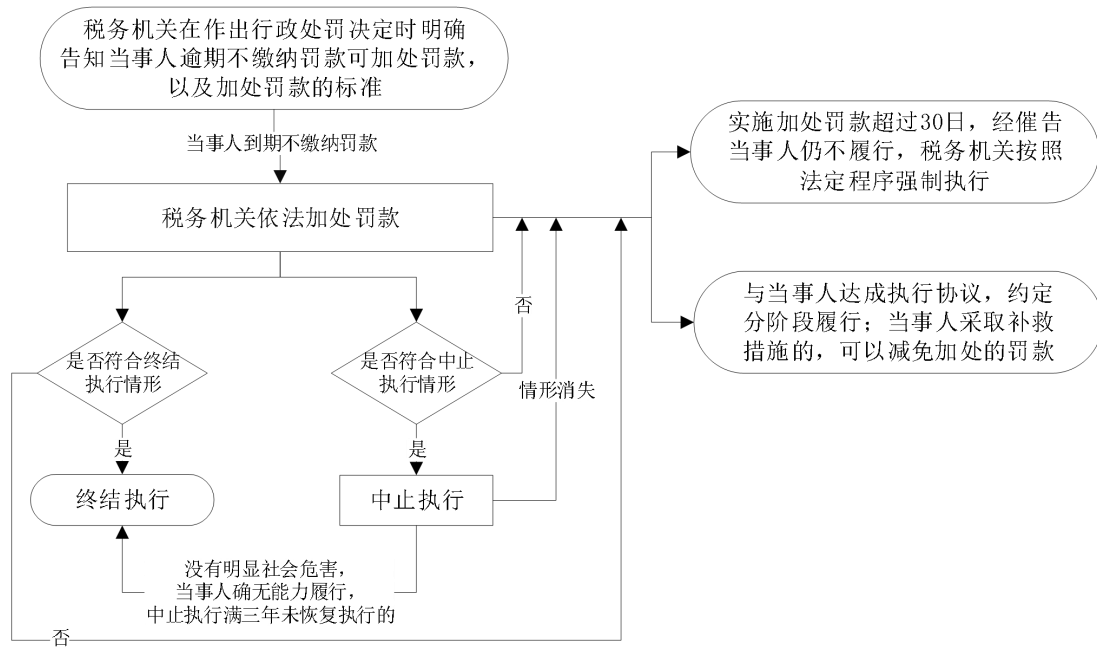 税务机关在作出行政处罚决定时明确
告知当事人逾期不缴纳罚款可加处罚款，
以及加处罚款的标准
当事人到期不缴纳罚款
税务机关依法加处罚款
实施加处罚款超过30日，经催告
当事人仍不履行，税务机关按照
法定程序强制执行
与当事人达成执行协议，约定
分阶段履行；当事人采取补救
措施的，可以减免加处的罚款
是否符合终结
执行情形
是否符合中止
执行情形
否
情形消失
是
是
终结执行
中止执行
没有明显社会危害，
当事人确无能力履行，
中止执行满三年未恢复执行的
否